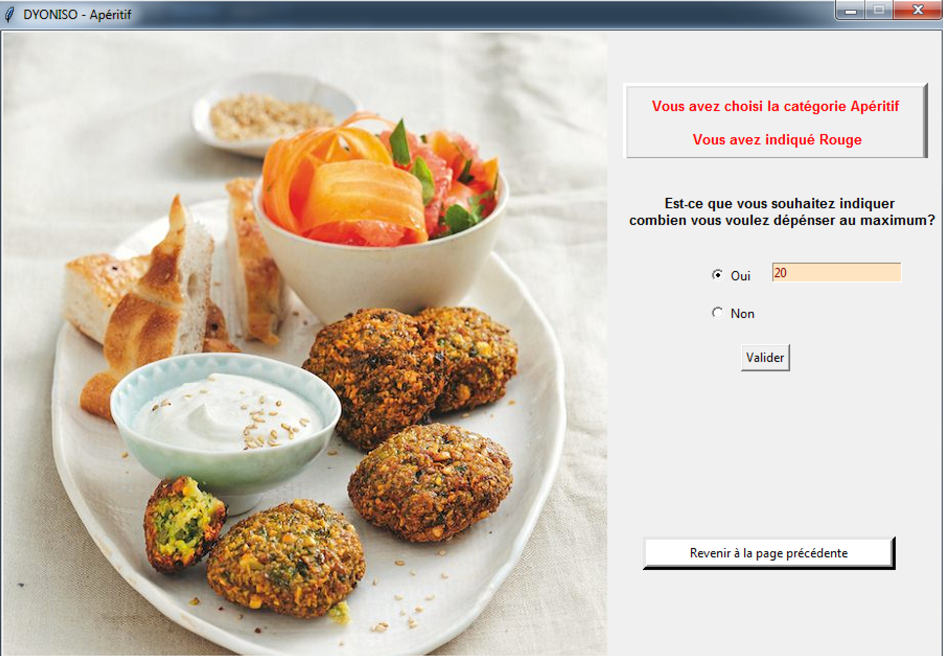 DYONISO - Apéritif
Vous avez choisi la catégorie Apéritif
Vous avez indiqué Rouge
Est-ce que vous souhaitez indiquer
combien vous voulez dépénser au maximum?
Oui
20
Non
Valider
Revenir à la page précédente